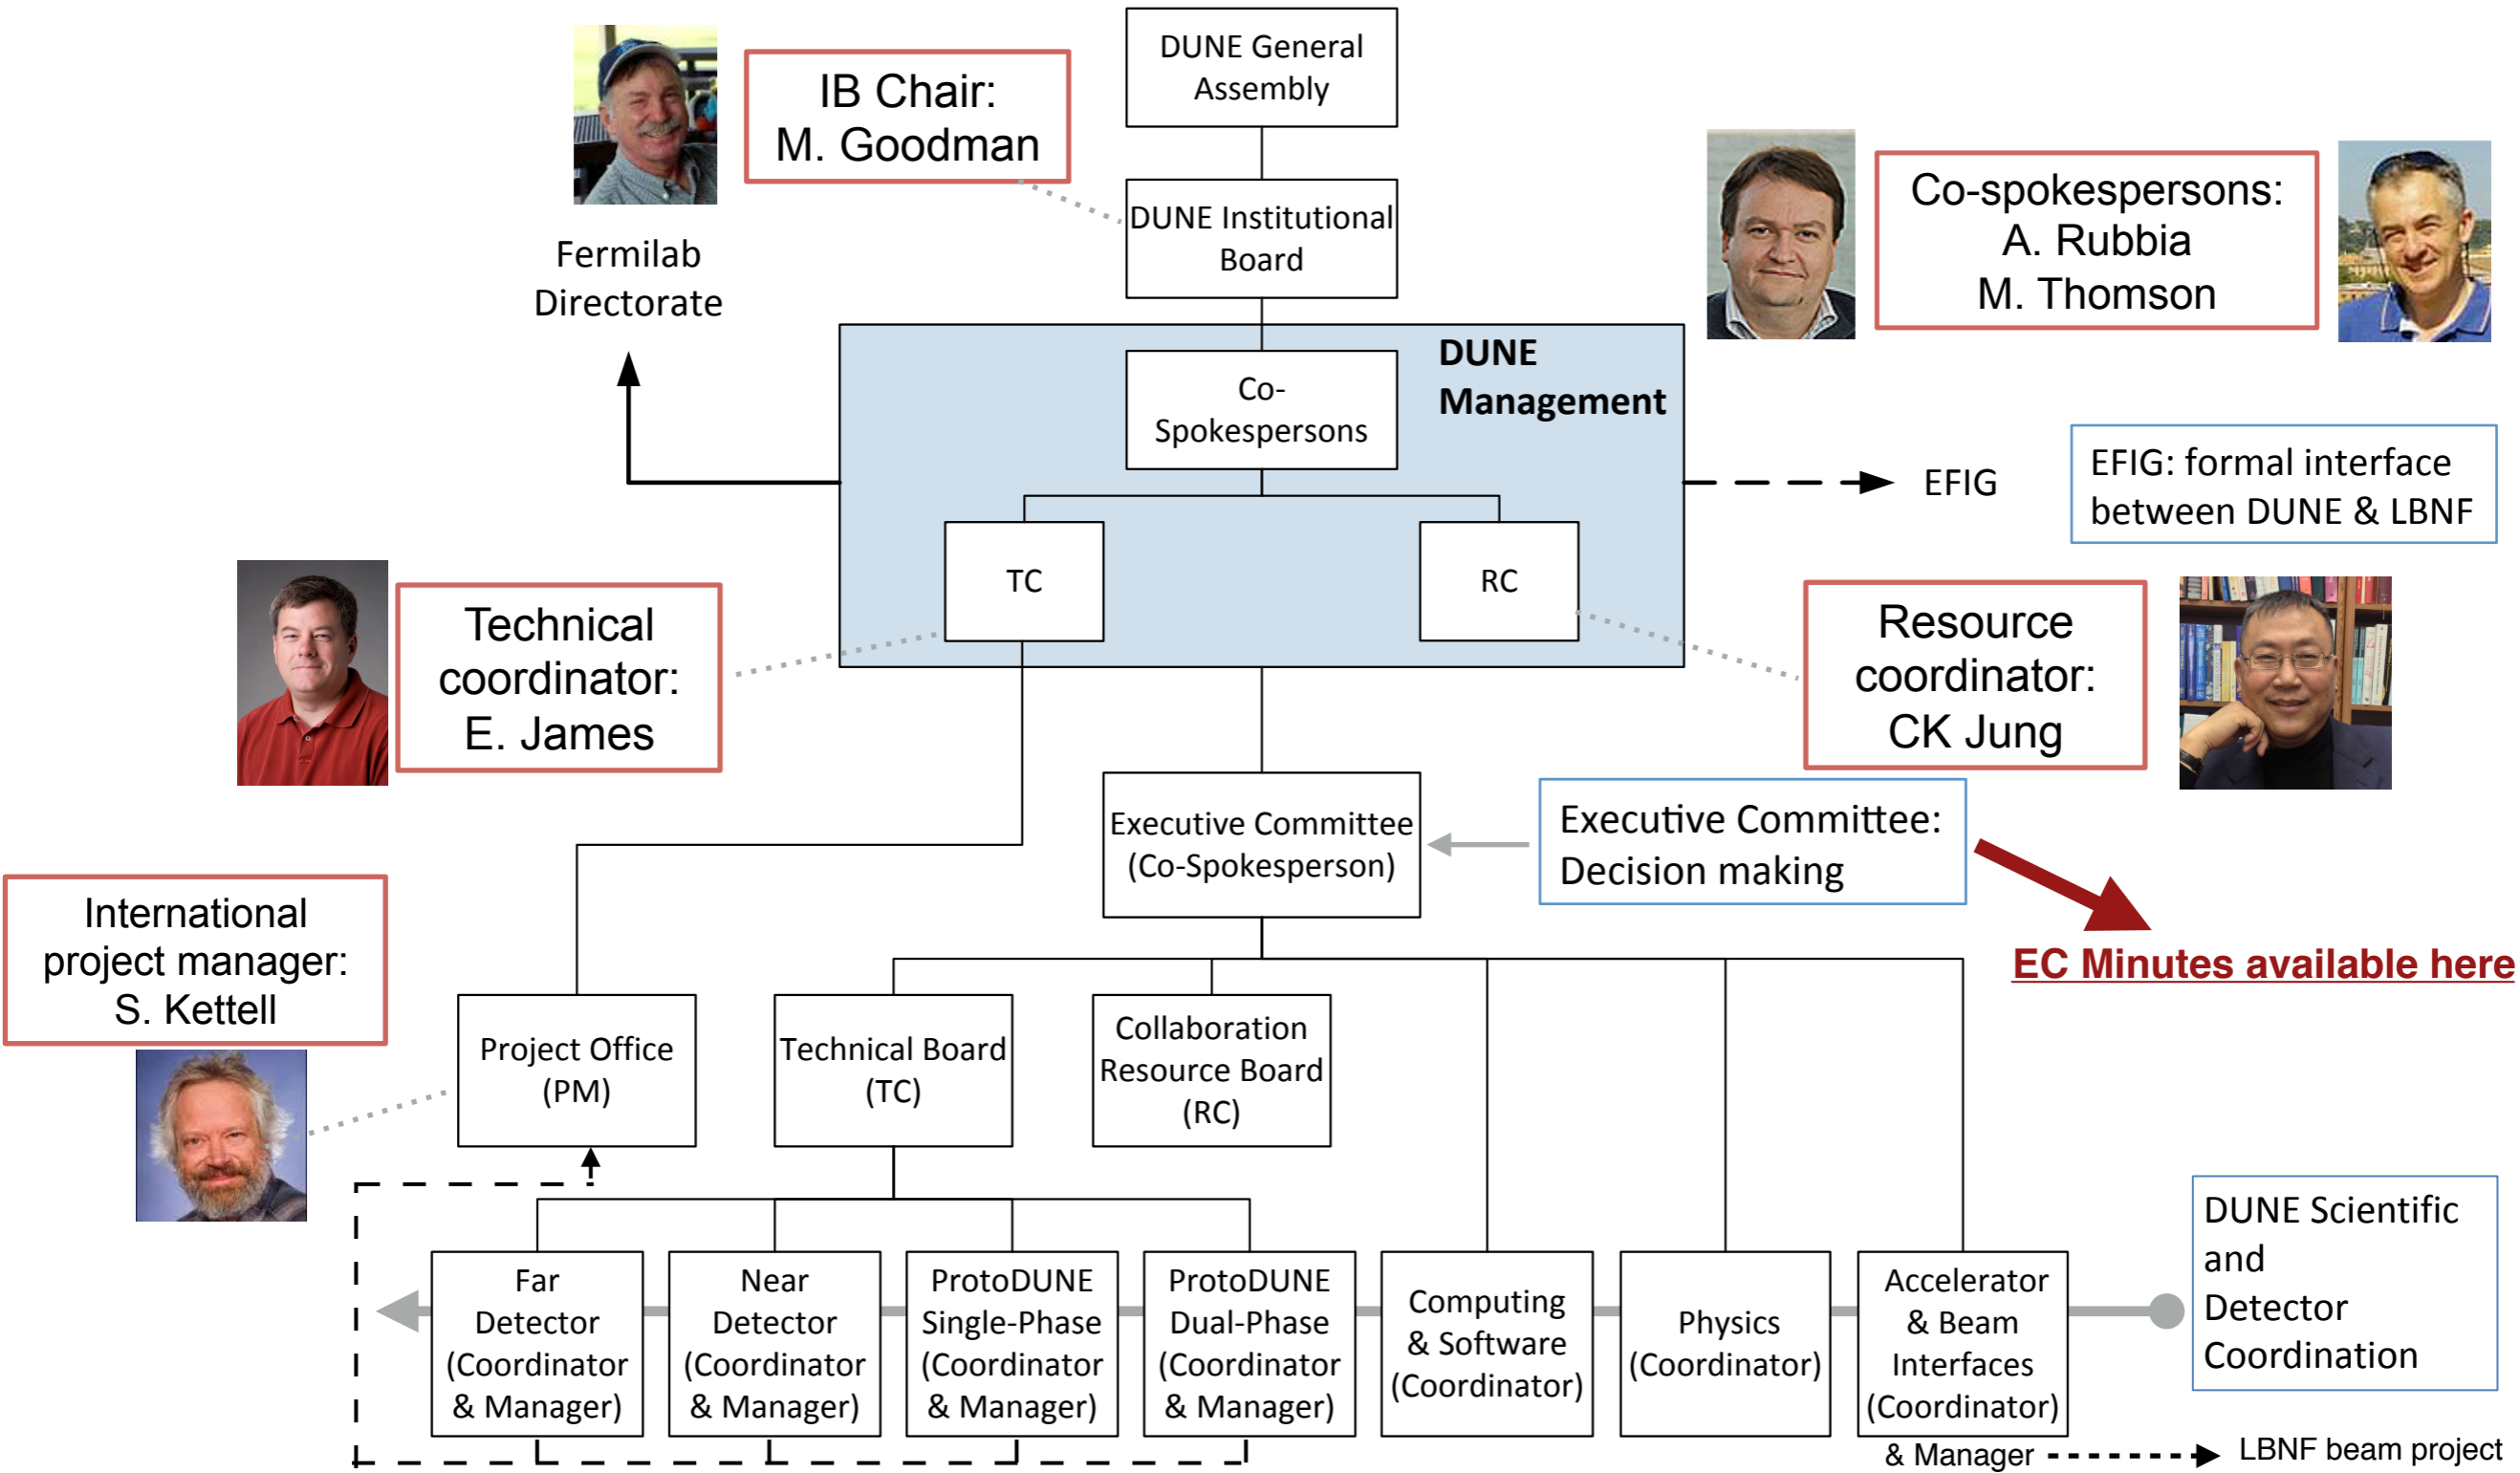 DUNE General
Assembly
IB Chair:
M. Goodman
DUNE Institutional
Board
Co-spokespersons:
A. Rubbia
M. Thomson
Fermilab
Directorate
DUNE
Management
Co-
Spokespersons
EFIG
EFIG: formal interface
between DUNE & LBNF
TC
RC
Technical
coordinator:
E. James
Resource
coordinator:
CK Jung
Executive Committee
(Co-Spokesperson)
Executive Committee:
Decision making
EC Minutes available here
International
project manager:
S. Kettell
Project Office
(PM)
Technical Board
(TC)
Collaboration
Resource Board
(RC)
Far
Detector
(Coordinator
& Manager)
Near
Detector
(Coordinator
& Manager)
ProtoDUNE
Single-Phase
(Coordinator
& Manager)
ProtoDUNE
Dual-Phase
(Coordinator
& Manager)
Computing
& Software
(Coordinator)
Physics
(Coordinator)
Accelerator
& Beam
Interfaces
(Coordinator)
& Manager
DUNE Scientific
and
Detector
Coordination
LBNF beam project